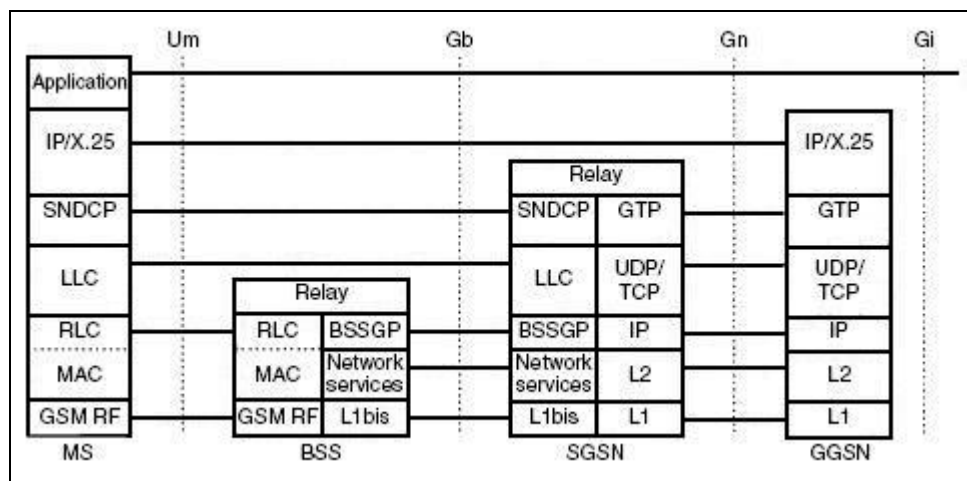 Um Gb Gn Gi
Application
IP/X.25 IP/X.25
Relay
SNDCP SNDCP GTP GTP
LLC Relay LLC UDP/ TCP UDP/ TCP
RLC RLC BSSGP BSSGP IP IP
MAC MAC Network services Network services L2 L2
GSM RF GSM RF L1bis L1bis L1 L1
MS BSS SGSN GGSN